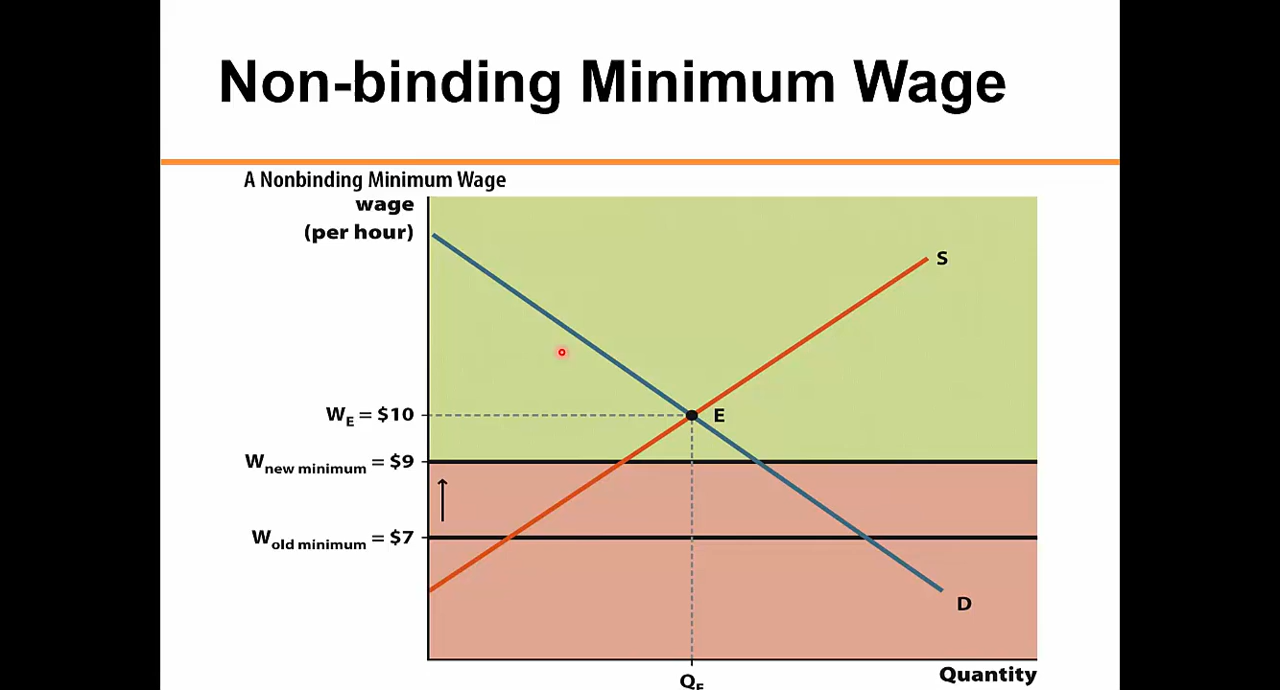 Non-binding Minimum Wage
A Nonbinding Minimum Wage
wage
(per hour)
S
W_E = $10
E
W_new minimum = $9
W_old minimum = $7
D
Quantity
Q_E